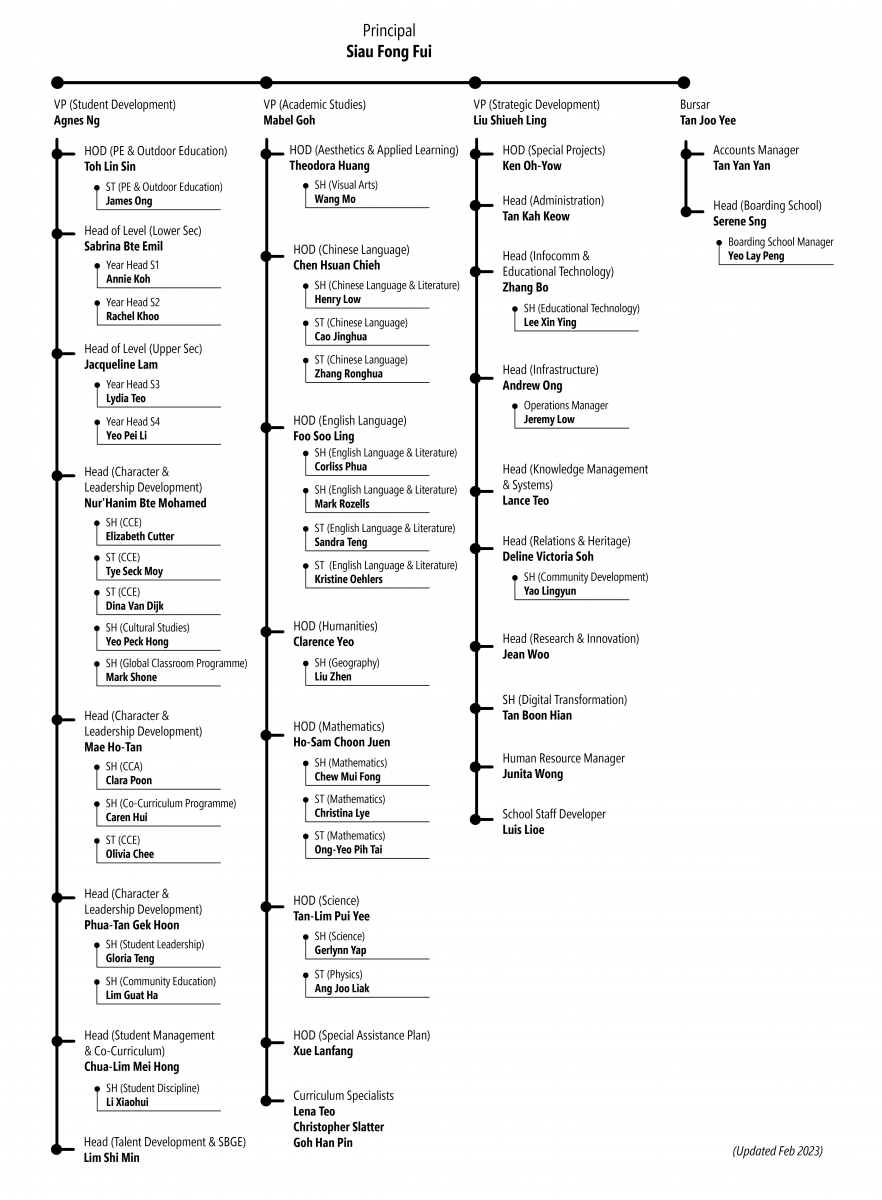 Principal
Siau Fong Fui
VP (Student Development)
Agnes Ng
HOD (PE & Outdoor Education)
Toh Lin Sin
ST (PE & Outdoor Education)
James Ong
Head of Level (Lower Sec)
Sabrina Bte Emil
Year Head S1
Annie Koh
Year Head S2
Rachel Khoo
Head of Level (Upper Sec)
Jacqueline Lam
Year Head S3
Lydia Teo
Year Head S4
Yeo Pei Li
Head (Character &
Leadership Development)
Nur'Hanim Bte Mohamed
SH (CCE)
Elizabeth Cutter
ST (CCE)
Tye Seck Moy
ST (CCE)
Dina Van Dijk
SH (Cultural Studies)
Yeo Peck Hong
SH (Global Classroom Programme)
Mark Shone
Head (Character &
Leadership Development)
Mae Ho-Tan
SH (CCA)
Clara Poon
SH (Co-Curriculum Programme)
Caren Hui
ST (CCE)
Olivia Chee
Head (Character &
Leadership Development)
Phua-Tan Gek Hoon
SH (Student Leadership)
Gloria Teng
SH (Community Education)
Lim Guat Ha
Head (Student Management
& Co-Curriculum)
Chua-Lim Mei Hong
SH (Student Discipline)
Li Xiaohui
Head (Talent Development & SBGE)
Lim Shi Min
VP (Academic Studies)
Mabel Goh
HOD (Aesthetics & Applied Learning)
Theodora Huang
SH (Visual Arts)
Wang Mo
HOD (Chinese Language)
Chen Hsuan Chieh
SH (Chinese Language & Literature)
Henry Low
ST (Chinese Language)
Cao Jinghua
ST (Chinese Language)
Zhang Ronghua
HOD (English Language)
Foo Soo Ling
SH (English Language & Literature)
Corliss Phua
SH (English Language & Literature)
Mark Rozells
ST (English Language & Literature)
Sandra Teng
ST (English Language & Literature)
Kristine Oehlers
HOD (Humanities)
Clarence Yeo
SH (Geography)
Liu Zhen
HOD (Mathematics)
Ho-Sam Choon Juen
SH (Mathematics)
Chew Mui Fong
ST (Mathematics)
Christina Lye
ST (Mathematics)
Ong-Yeo Pih Tai
HOD (Science)
Tan-Lim Pui Yee
SH (Science)
Gerlynn Yap
ST (Physics)
Ang Joo Liak
HOD (Special Assistance Plan)
Xue Lanfang
Curriculum Specialists
Lena Teo
Christopher Slatter
Goh Han Pin
VP (Strategic Development)
Liu Shiueh Ling
HOD (Special Projects)
Ken Oh-Yow
Head (Administration)
Tan Kah Keow
Head (Infocomm &
Educational Technology)
Zhang Bo
SH (Educational Technology)
Lee Xin Ying
Head (Infrastructure)
Andrew Ong
Operations Manager
Jeremy Low
Head (Knowledge Management
& Systems)
Lance Teo
Head (Relations & Heritage)
Deline Victoria Soh
SH (Community Development)
Yao Lingyun
Head (Research & Innovation)
Jean Woo
SH (Digital Transformation)
Tan Boon Hian
Human Resource Manager
Junita Wong
School Staff Developer
Luis Lioe
Bursar
Tan Joo Yee
Accounts Manager
Tan Yan Yan
Head (Boarding School)
Serene Sng
Boarding School Manager
Yeo Lay Peng
(Updated Feb 2023)